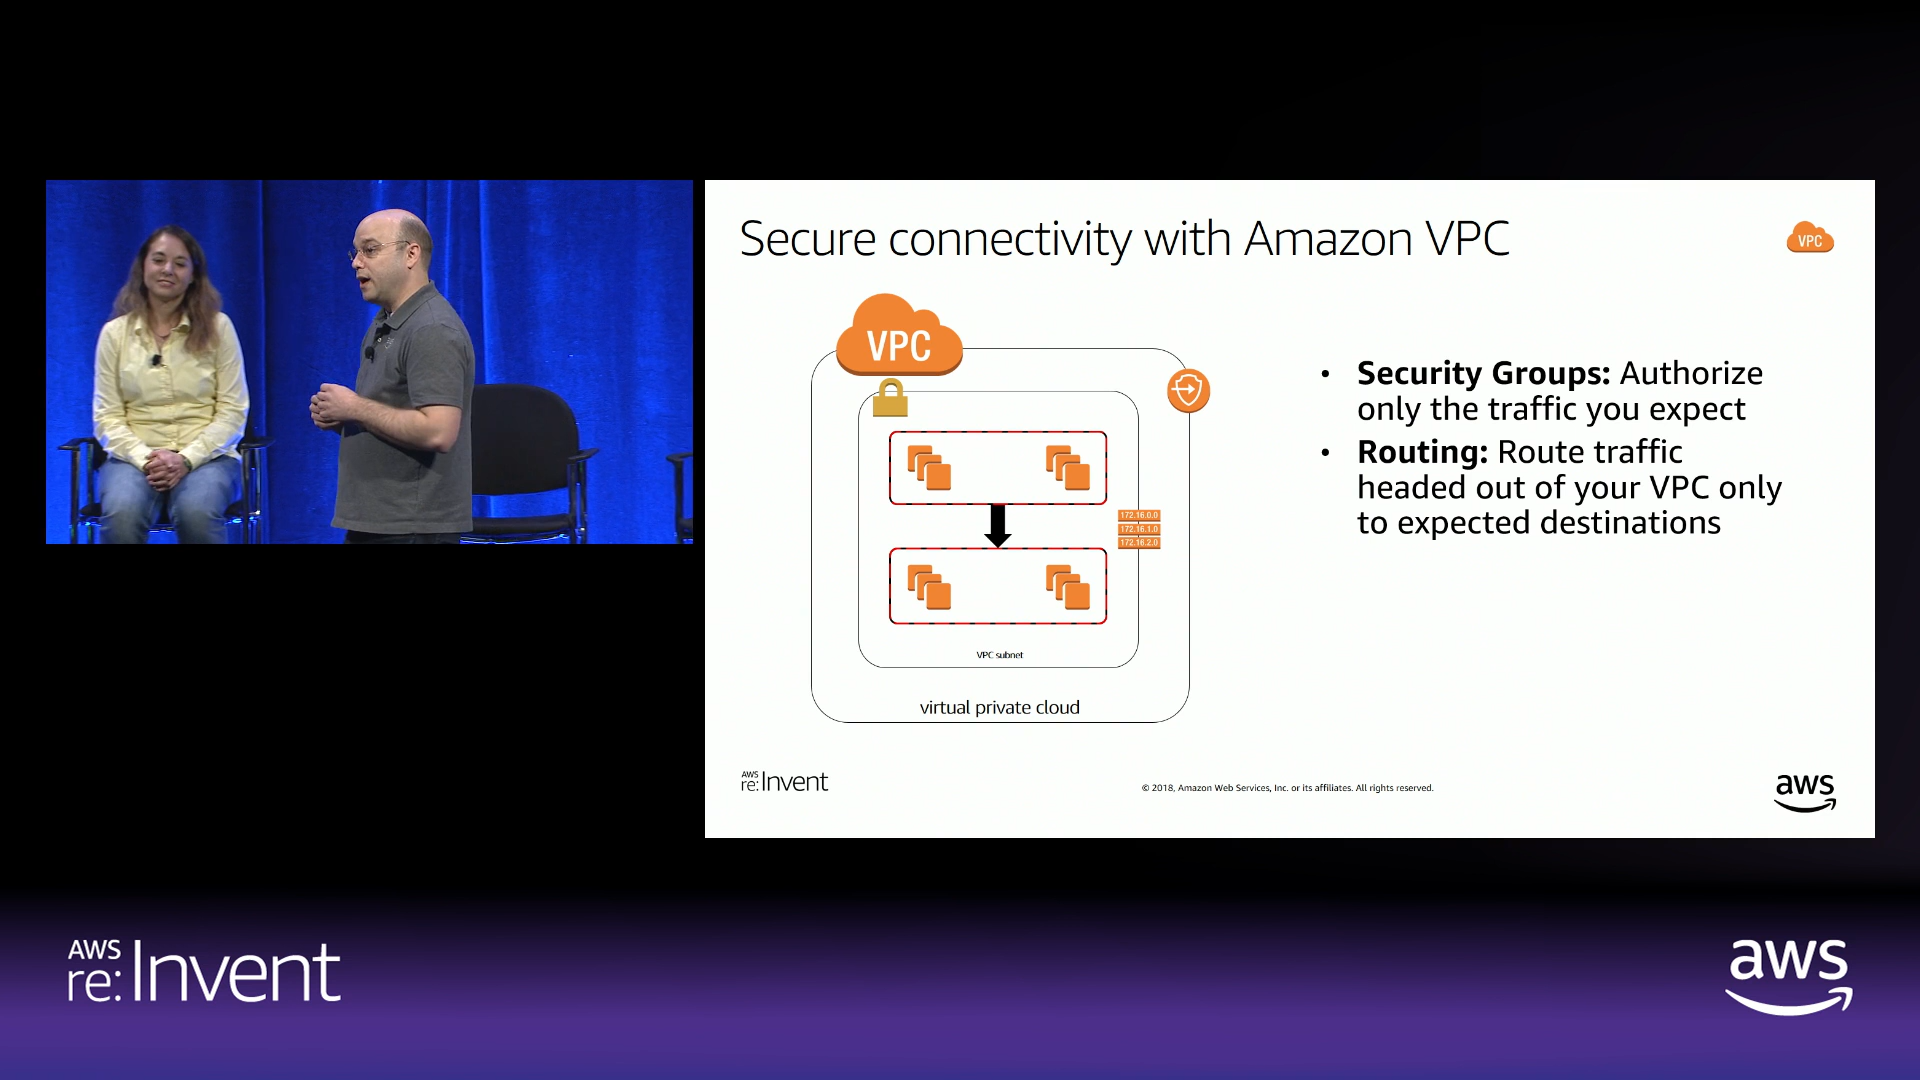 Secure connectivity with Amazon VPC
VPC
VPC
• Security Groups: Authorize
only the traffic you expect
• Routing: Route traffic
headed out of your VPC only
to expected destinations
172.16.0.0
172.16.1.0
172.16.2.0
VPC subnet
virtual private cloud
AWS
re:Invent
© 2018, Amazon Web Services, Inc. or its affiliates. All rights reserved.
aws
AWS
re:Invent
aws